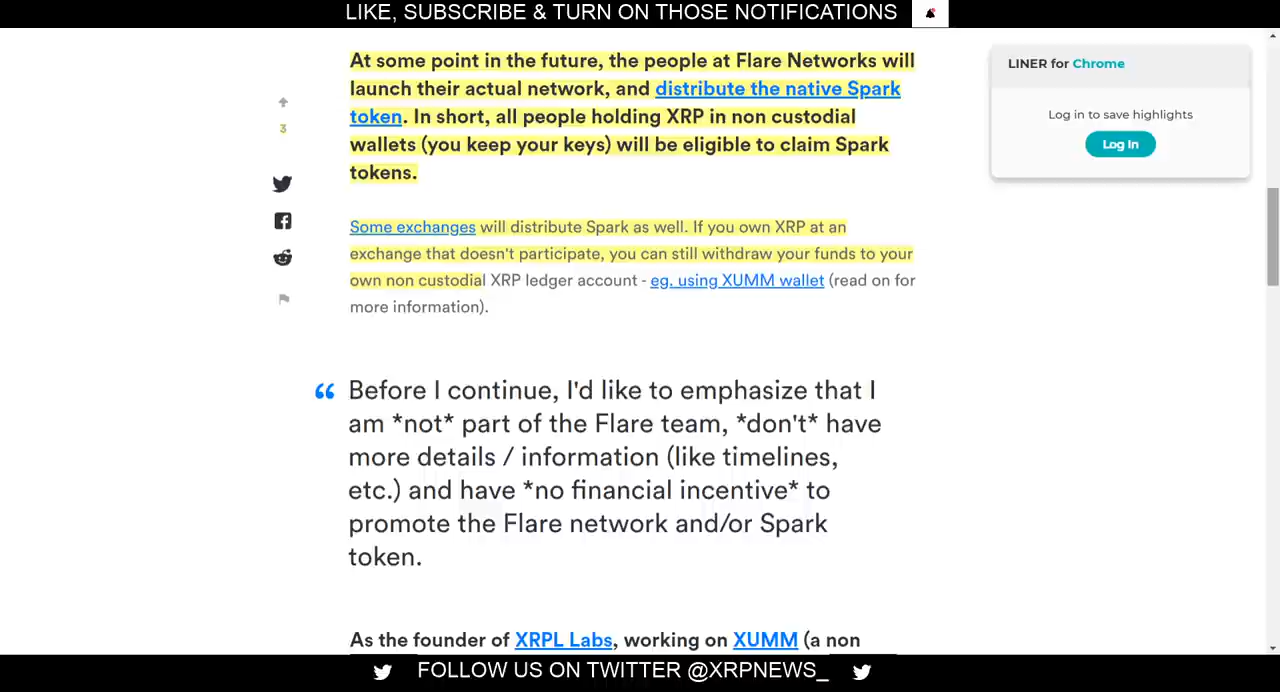 LIKE, SUBSCRIBE & TURN ON THOSE NOTIFICATIONS
At some point in the future, the people at Flare Networks will
launch their actual network, and distribute the native Spark
token. In short, all people holding XRP in non custodial
wallets (you keep your keys) will be eligible to claim Spark
tokens.
3
Some exchanges will distribute Spark as well. If you own XRP at an
exchange that doesn't participate, you can still withdraw your funds to your
own non custodial XRP ledger account - eg. using XUMM wallet (read on for
more information).
LINER for Chrome
Log in to save highlights
Log In
“ Before I continue, I'd like to emphasize that I
am *not* part of the Flare team, *don't* have
more details / information (like timelines,
etc.) and have *no financial incentive* to
promote the Flare network and/or Spark
token.
As the founder of XRPL Labs, working on XUMM (a non
FOLLOW US ON TWITTER @XRPNEWS_